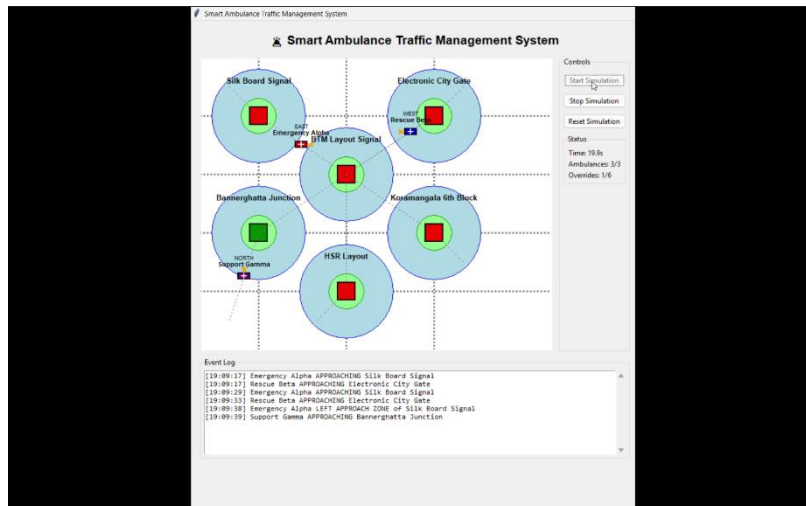 Smart Ambulance Traffic Management System
Smart Ambulance Traffic Management System
Controls
Start Simulation
Stop Simulation
Reset Simulation
Status
Time: 19.9s
Ambulances: 3/3
Overrides: 1/6
Silk Board Signal
Electronic City Gate
EAST
Emergency Alpha
WEST
Rescue Beta
BTM Layout Signal
Bannerghatta Junction
Koramangala 6th Block
NORTH
Support Gamma
HSR Layout
Event Log
[19:09:17] Emergency Alpha APPROACHING Silk Board Signal
[19:09:17] Rescue Beta APPROACHING Electronic City Gate
[19:09:29] Emergency Alpha APPROACHING Silk Board Signal
[19:09:33] Rescue Beta APPROACHING Electronic City Gate
[19:09:38] Emergency Alpha LEFT APPROACH ZONE of Silk Board Signal
[19:09:39] Support Gamma APPROACHING Bannerghatta Junction